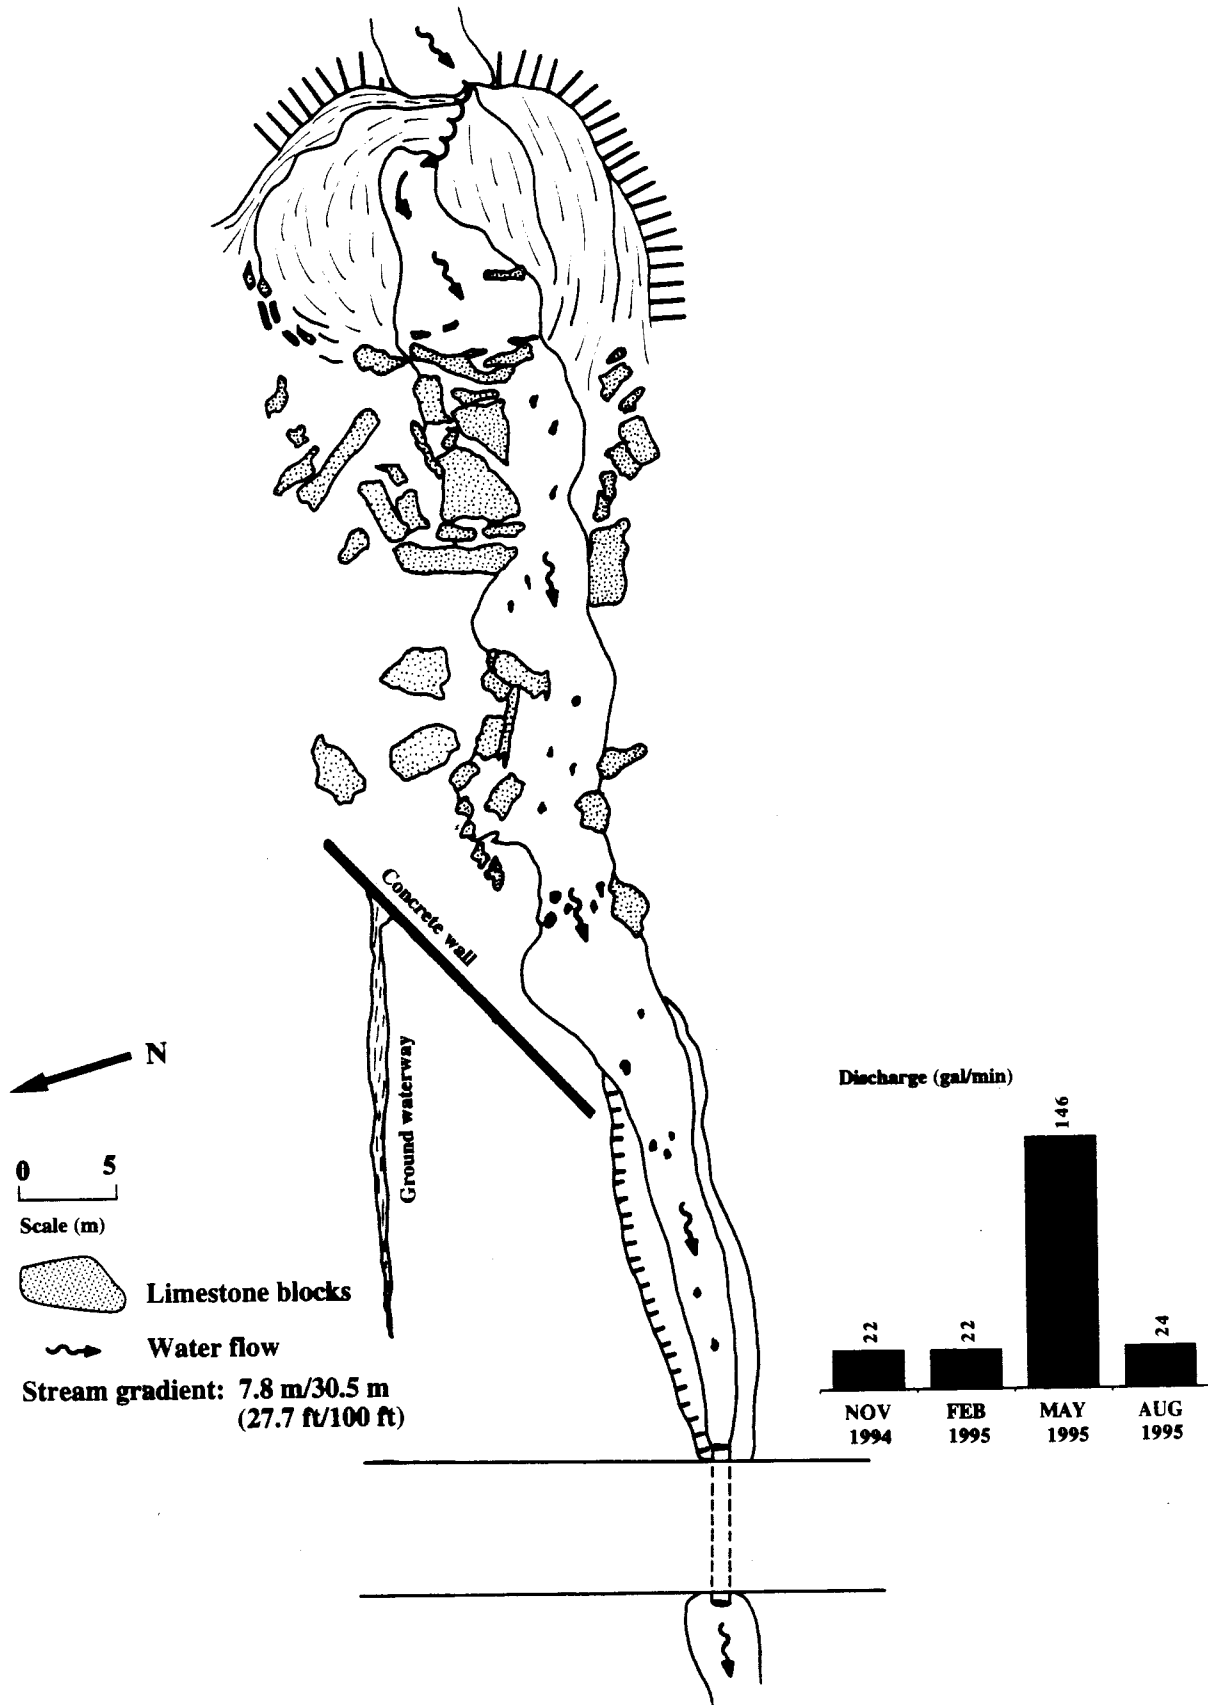 Concrete wall
N
Ground waterway
0 5
Scale (m)
Limestone blocks
Water flow
Stream gradient: 7.8 m/30.5 m
(27.7 ft/100 ft)
Discharge (gal/min)
22 22 146 24
NOV FEB MAY AUG
1994 1995 1995 1995